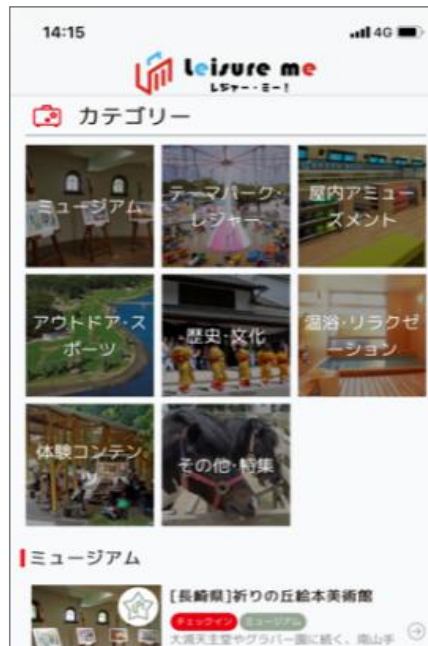 14:15
4G
Leisure me
レジャー・ミー！
カテゴリー
ミュージアム
テーマパーク・
レジャー
屋内アミュー
ズメント
アウトドア・ス
ポーツ
歴史・文化
温浴・リラクゼ
ーション
体験コンテン
ツ
その他・特集
ミュージアム
[長崎県]祈りの丘絵本美術館
チェックイン ミュージアム
大浦天主堂やグラバー園に続く、南山手